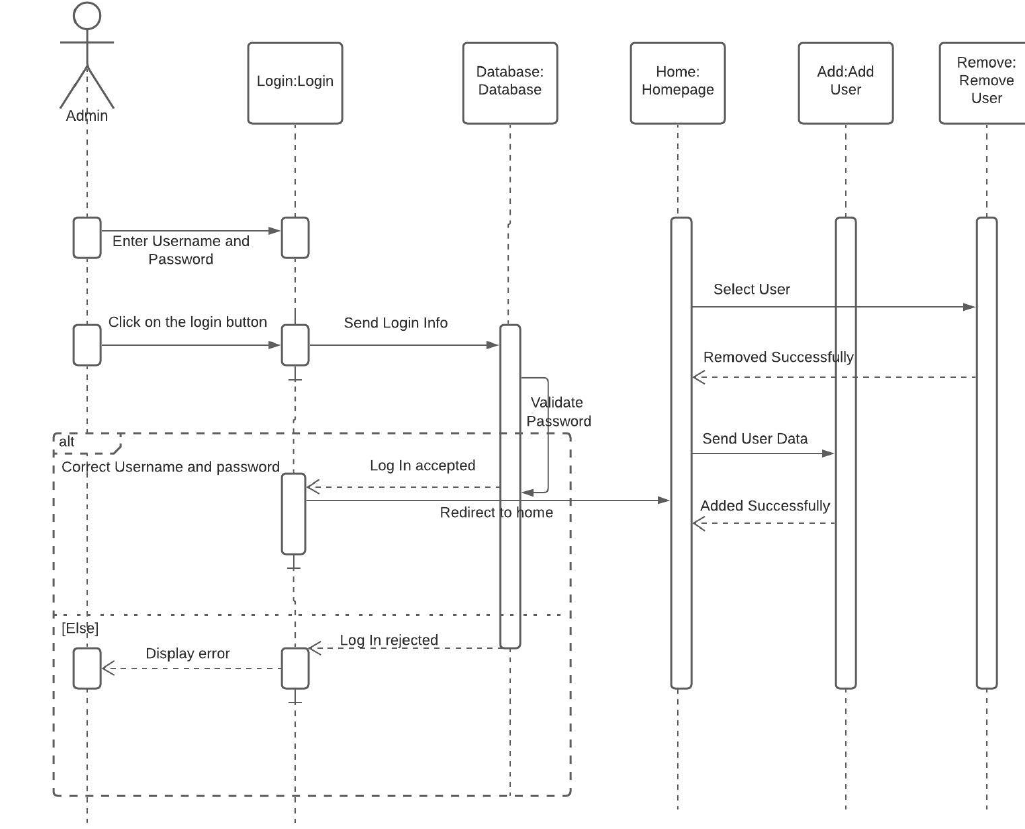 Admin
Login:Login
Database:
Database
Home:
Homepage
Add:Add
User
Remove:
Remove
User
Enter Username and
Password
Click on the login button
Send Login Info
Select User
Removed Successfully
Validate
Password
alt
Correct Username and password
Log In accepted
Send User Data
Redirect to home
Added Successfully
[Else]
Log In rejected
Display error